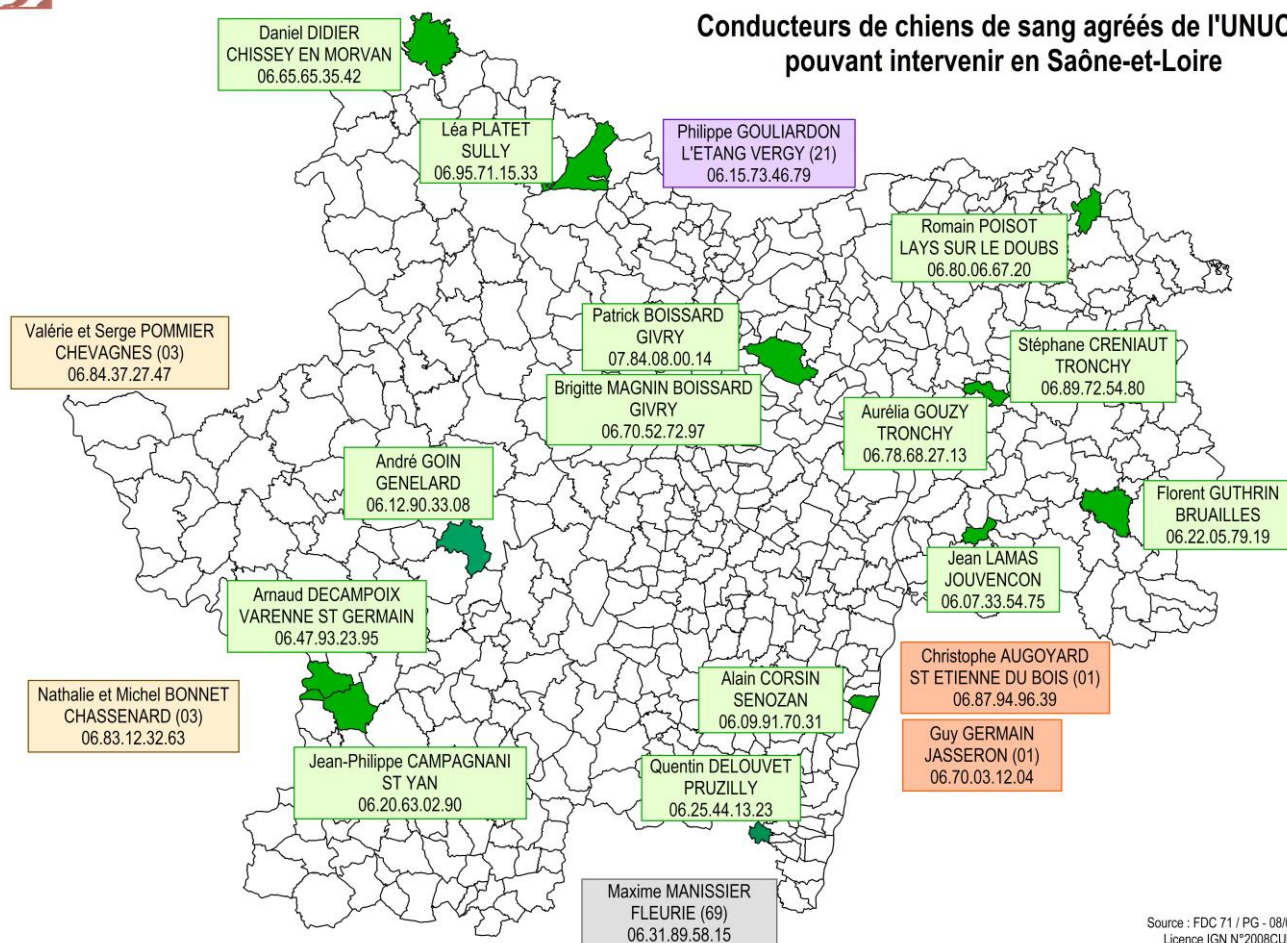 Conducteurs de chiens de sang agréés de l'UNUC
pouvant intervenir en Saône-et-Loire
Daniel DIDIER
CHISSEY EN MORVAN
06.65.65.35.42
Léa PLATET
SULLY
06.95.71.15.33
Philippe GOULIARDON
L'ETANG VERGY (21)
06.15.73.46.79
Romain POISOT
LAYS SUR LE DOUBS
06.80.06.67.20
Valérie et Serge POMMIER
CHEVAGNES (03)
06.84.37.27.47
Patrick BOISSARD
GIVRY
07.84.08.00.14
Stéphane CRENIAUT
TRONCHY
06.89.72.54.80
Brigitte MAGNIN BOISSARD
GIVRY
06.70.52.72.97
Aurélia GOUZY
TRONCHY
06.78.68.27.13
André GOIN
GENELARD
06.12.90.33.08
Florent GUTHRIN
BRUAILLES
06.22.05.79.19
Jean LAMAS
JOUVENCON
06.07.33.54.75
Arnaud DECAMPOIX
VARENNE ST GERMAIN
06.47.93.23.95
Christophe AUGOYARD
ST ETIENNE DU BOIS (01)
06.87.94.96.39
Alain CORSIN
SENOZAN
06.09.91.70.31
Nathalie et Michel BONNET
CHASSENARD (03)
06.83.12.32.63
Guy GERMAIN
JASSERON (01)
06.70.03.12.04
Jean-Philippe CAMPAGNANI
ST YAN
06.20.63.02.90
Quentin DELOUVET
PRUZILLY
06.25.44.13.23
Maxime MANISSIER
FLEURIE (69)
06.31.89.58.15
Source : FDC 71 / PG - 08/
Licence IGN N°2008CU